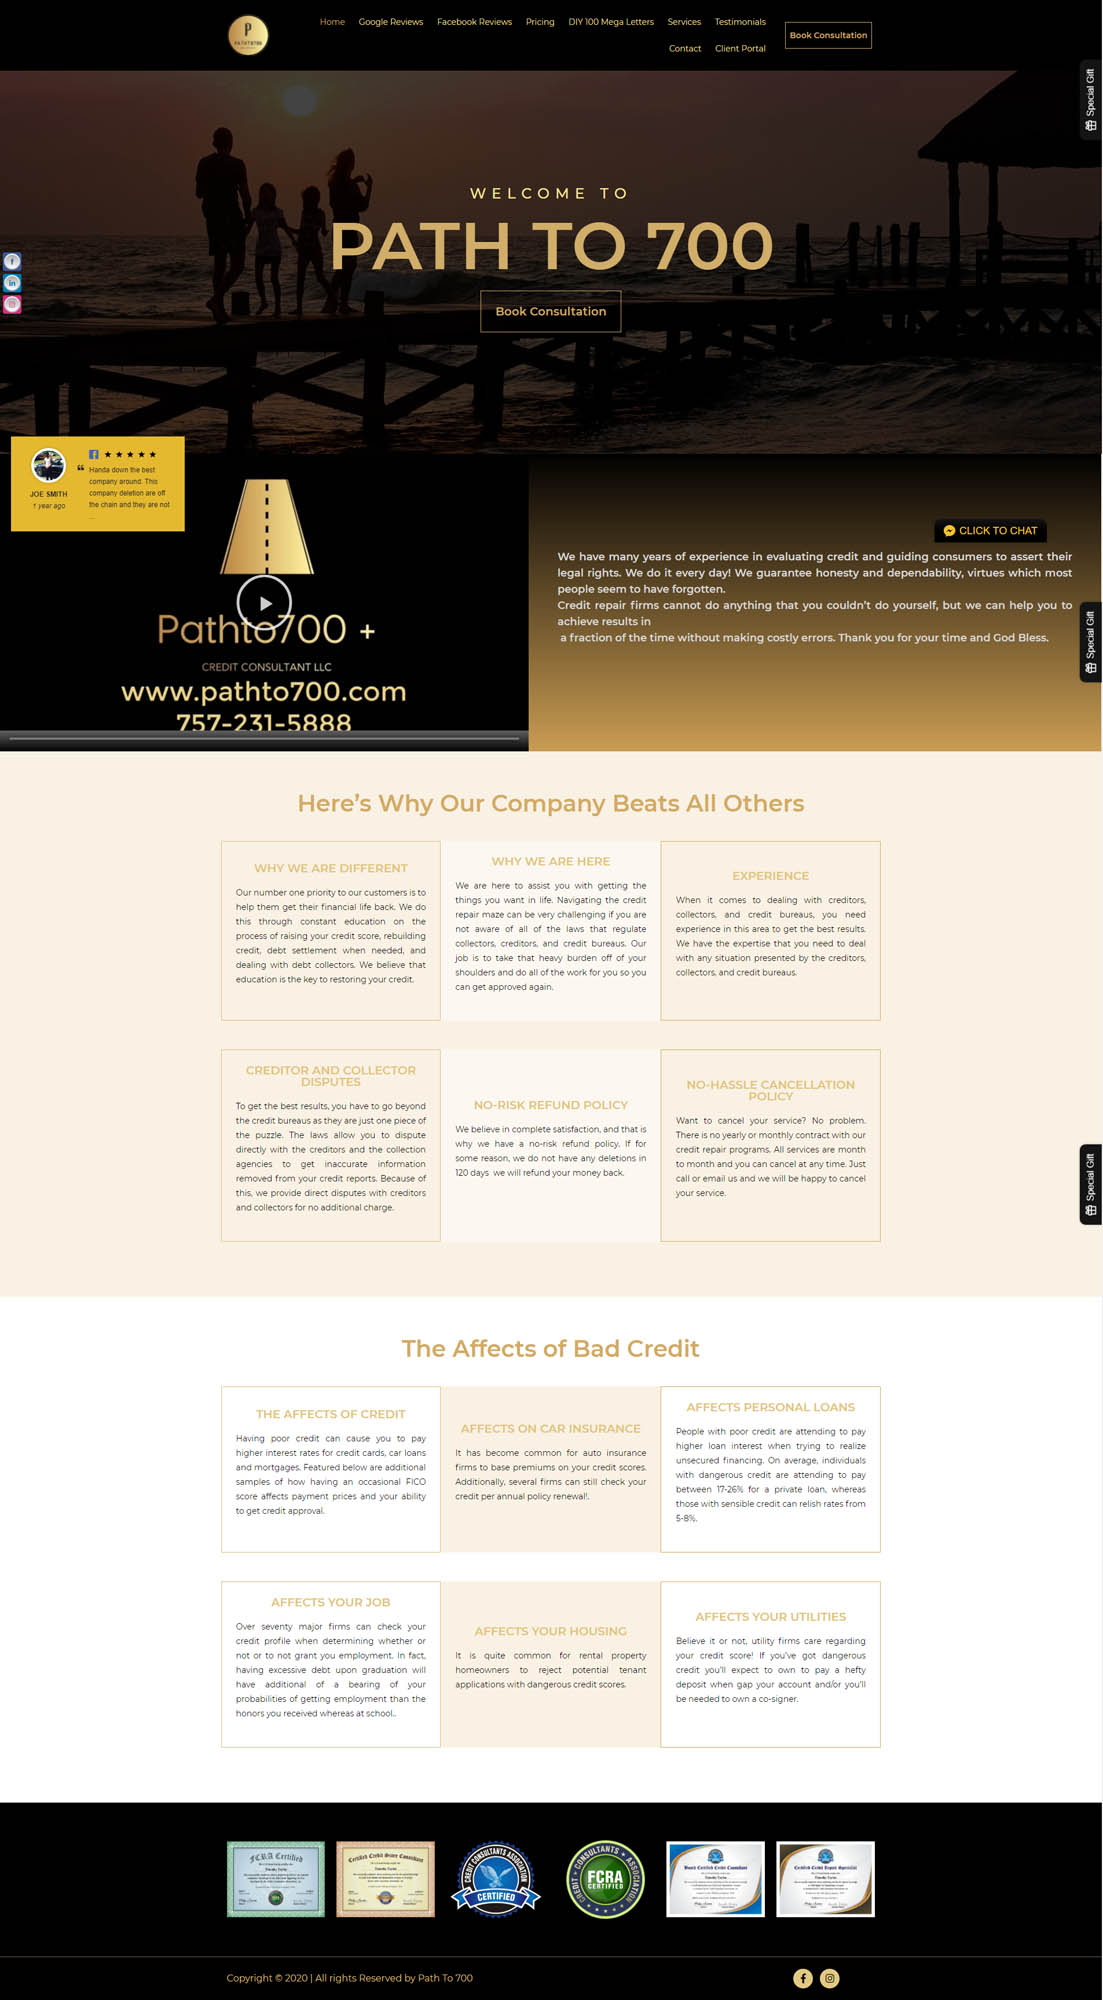 P
PATHTO700
Home Google Reviews Facebook Reviews Pricing DIY 100 Mega Letters Services Testimonials
Contact Client Portal
Book Consultation
Special Gift
WELCOME TO
PATH TO 700
Book Consultation
JOE SMITH
1 year ago
Handa down the best
company around. This
company deletion are off
the chain and they are not
...
Pathto700 +
CREDIT CONSULTANT LLC
www.pathto700.com
757-231-5888
CLICK TO CHAT
We have many years of experience in evaluating credit and guiding consumers to assert their
legal rights. We do it every day! We guarantee honesty and dependability, virtues which most
people seem to have forgotten.
Credit repair firms cannot do anything that you couldn’t do yourself, but we can help you to
achieve results in
a fraction of the time without making costly errors. Thank you for your time and God Bless.
Special Gift
Here’s Why Our Company Beats All Others
WHY WE ARE DIFFERENT
Our number one priority to our customers is to
help them get their financial life back. We do
this through constant education on the
process of raising your credit score, rebuilding
credit, debt settlement when needed, and
dealing with debt collectors. We believe that
education is the key to restoring your credit.
WHY WE ARE HERE
We are here to assist you with getting the
things you want in life. Navigating the credit
repair maze can be very challenging if you are
not aware of all of the laws that regulate
collectors, creditors, and credit bureaus. Our
job is to take that heavy burden off of your
shoulders and do all of the work for you so you
can get approved again.
EXPERIENCE
When it comes to dealing with creditors,
collectors, and credit bureaus, you need
experience in this area to get the best results.
We have the expertise that you need to deal
with any situation presented by the creditors,
collectors, and credit bureaus.
CREDITOR AND COLLECTOR
DISPUTES
To get the best results, you have to go beyond
the credit bureaus as they are just one piece of
the puzzle. The laws allow you to dispute
directly with the creditors and the collection
agencies to get inaccurate information
removed from your credit reports. Because of
this, we provide direct disputes with creditors
and collectors for no additional charge.
NO-RISK REFUND POLICY
We believe in complete satisfaction, and that is
why we have a no-risk refund policy. If for
some reason, we do not have any deletions in
120 days we will refund your money back.
NO-HASSLE CANCELLATION
POLICY
Want to cancel your service? No problem.
There is no yearly or monthly contract with our
credit repair programs. All services are month
to month and you can cancel at any time. Just
call or email us and we will be happy to cancel
your service.
Special Gift
The Affects of Bad Credit
THE AFFECTS OF CREDIT
Having poor credit can cause you to pay
higher interest rates for credit cards, car loans
and mortgages. Featured below are additional
samples of how having an occasional FICO
score affects payment prices and your ability
to get credit approval.
AFFECTS ON CAR INSURANCE
It has become common for auto insurance
firms to base premiums on your credit scores.
Additionally, several firms can still check your
credit per annual policy renewal!.
AFFECTS PERSONAL LOANS
People with poor credit are attending to pay
higher loan interest when trying to realize
unsecured financing. On average, individuals
with dangerous credit are attending to pay
between 17-26% for a private loan, whereas
those with sensible credit can relish rates from
5-8%.
AFFECTS YOUR JOB
Over seventy major firms can check your
credit profile when determining whether or
not or to not grant you employment. In fact,
having excessive debt upon graduation will
have additional of a bearing of your
probabilities of getting employment than the
honors you received whereas at school..
AFFECTS YOUR HOUSING
It is quite common for rental property
homeowners to reject potential tenant
applications with dangerous credit scores.
AFFECTS YOUR UTILITIES
Believe it or not, utility firms care regarding
your credit score! If you’ve got dangerous
credit you’ll expect to own to pay a hefty
deposit when gap your account and/or you’ll
be needed to own a co-signer.
FCRA Certified
Certified Credit Score Consultant
CREDIT CONSULTANTS ASSOCIATION
CERTIFIED
CREDIT CONSULTANTS ASSOCIATION
FCRA
CERTIFIED
Board Certified Credit Consultant
Certified Credit Report Specialist
Copyright © 2020 | All rights Reserved by Path To 700